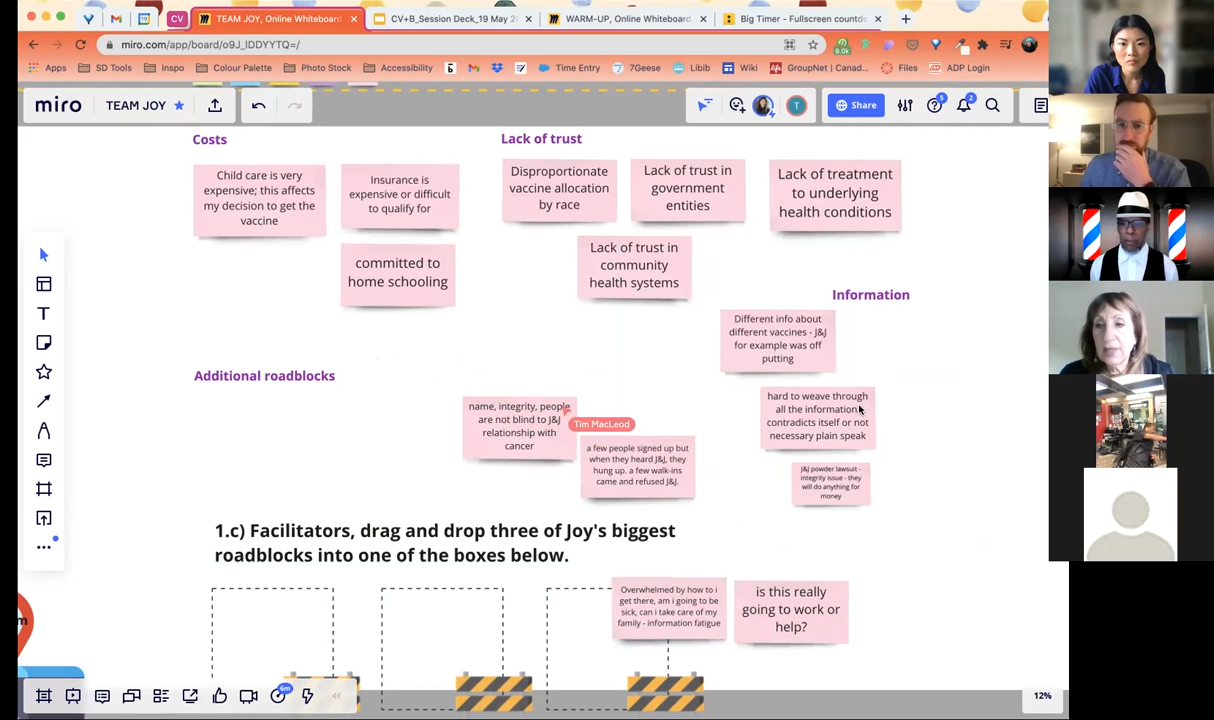 TEAM JOY, Online Whiteboard
CV+B_Session Deck_19 May 2
WARM-UP, Online Whiteboard
Big Timer - Fullscreen countdo
CV
19
miro.com/app/board/o9J_lDDYYTQ=/
9.0k
Apps
SD Tools
Inspo
Colour Palette
Photo Stock
Accessibility
Time Entry
7Geese
Libib
Wiki
GroupNet | Canad...
Files
ADP Login
miro
TEAM JOY
T
Share
5
2
Costs
Child care is very
expensive; this affects
my decision to get the
vaccine
Insurance is
expensive or difficult
to qualify for
committed to
home schooling
Lack of trust
Disproportionate
vaccine allocation
by race
Lack of trust in
government
entities
Lack of treatment
to underlying
health conditions
Lack of trust in
community
health systems
Information
Different info about
different vaccines - J&J
for example was off
putting
hard to weave through
all the information,
contradicts itself or not
necessary plain speak
J&J powder lawsuit -
integrity issue - they
will do anything for
money
Additional roadblocks
name, integrity, people
are not blind to J&J
relationship with
cancer
Tim MacLeod
a few people signed up but
when they heard J&J, they
hung up. a few walk-ins
came and refused J&J.
1.c) Facilitators, drag and drop three of Joy's biggest
roadblocks into one of the boxes below.
Overwhelmed by how to i
get there, am i going to be
sick, can i take care of my
family - information fatigue
is this really
going to work or
help?
m
6m
12%